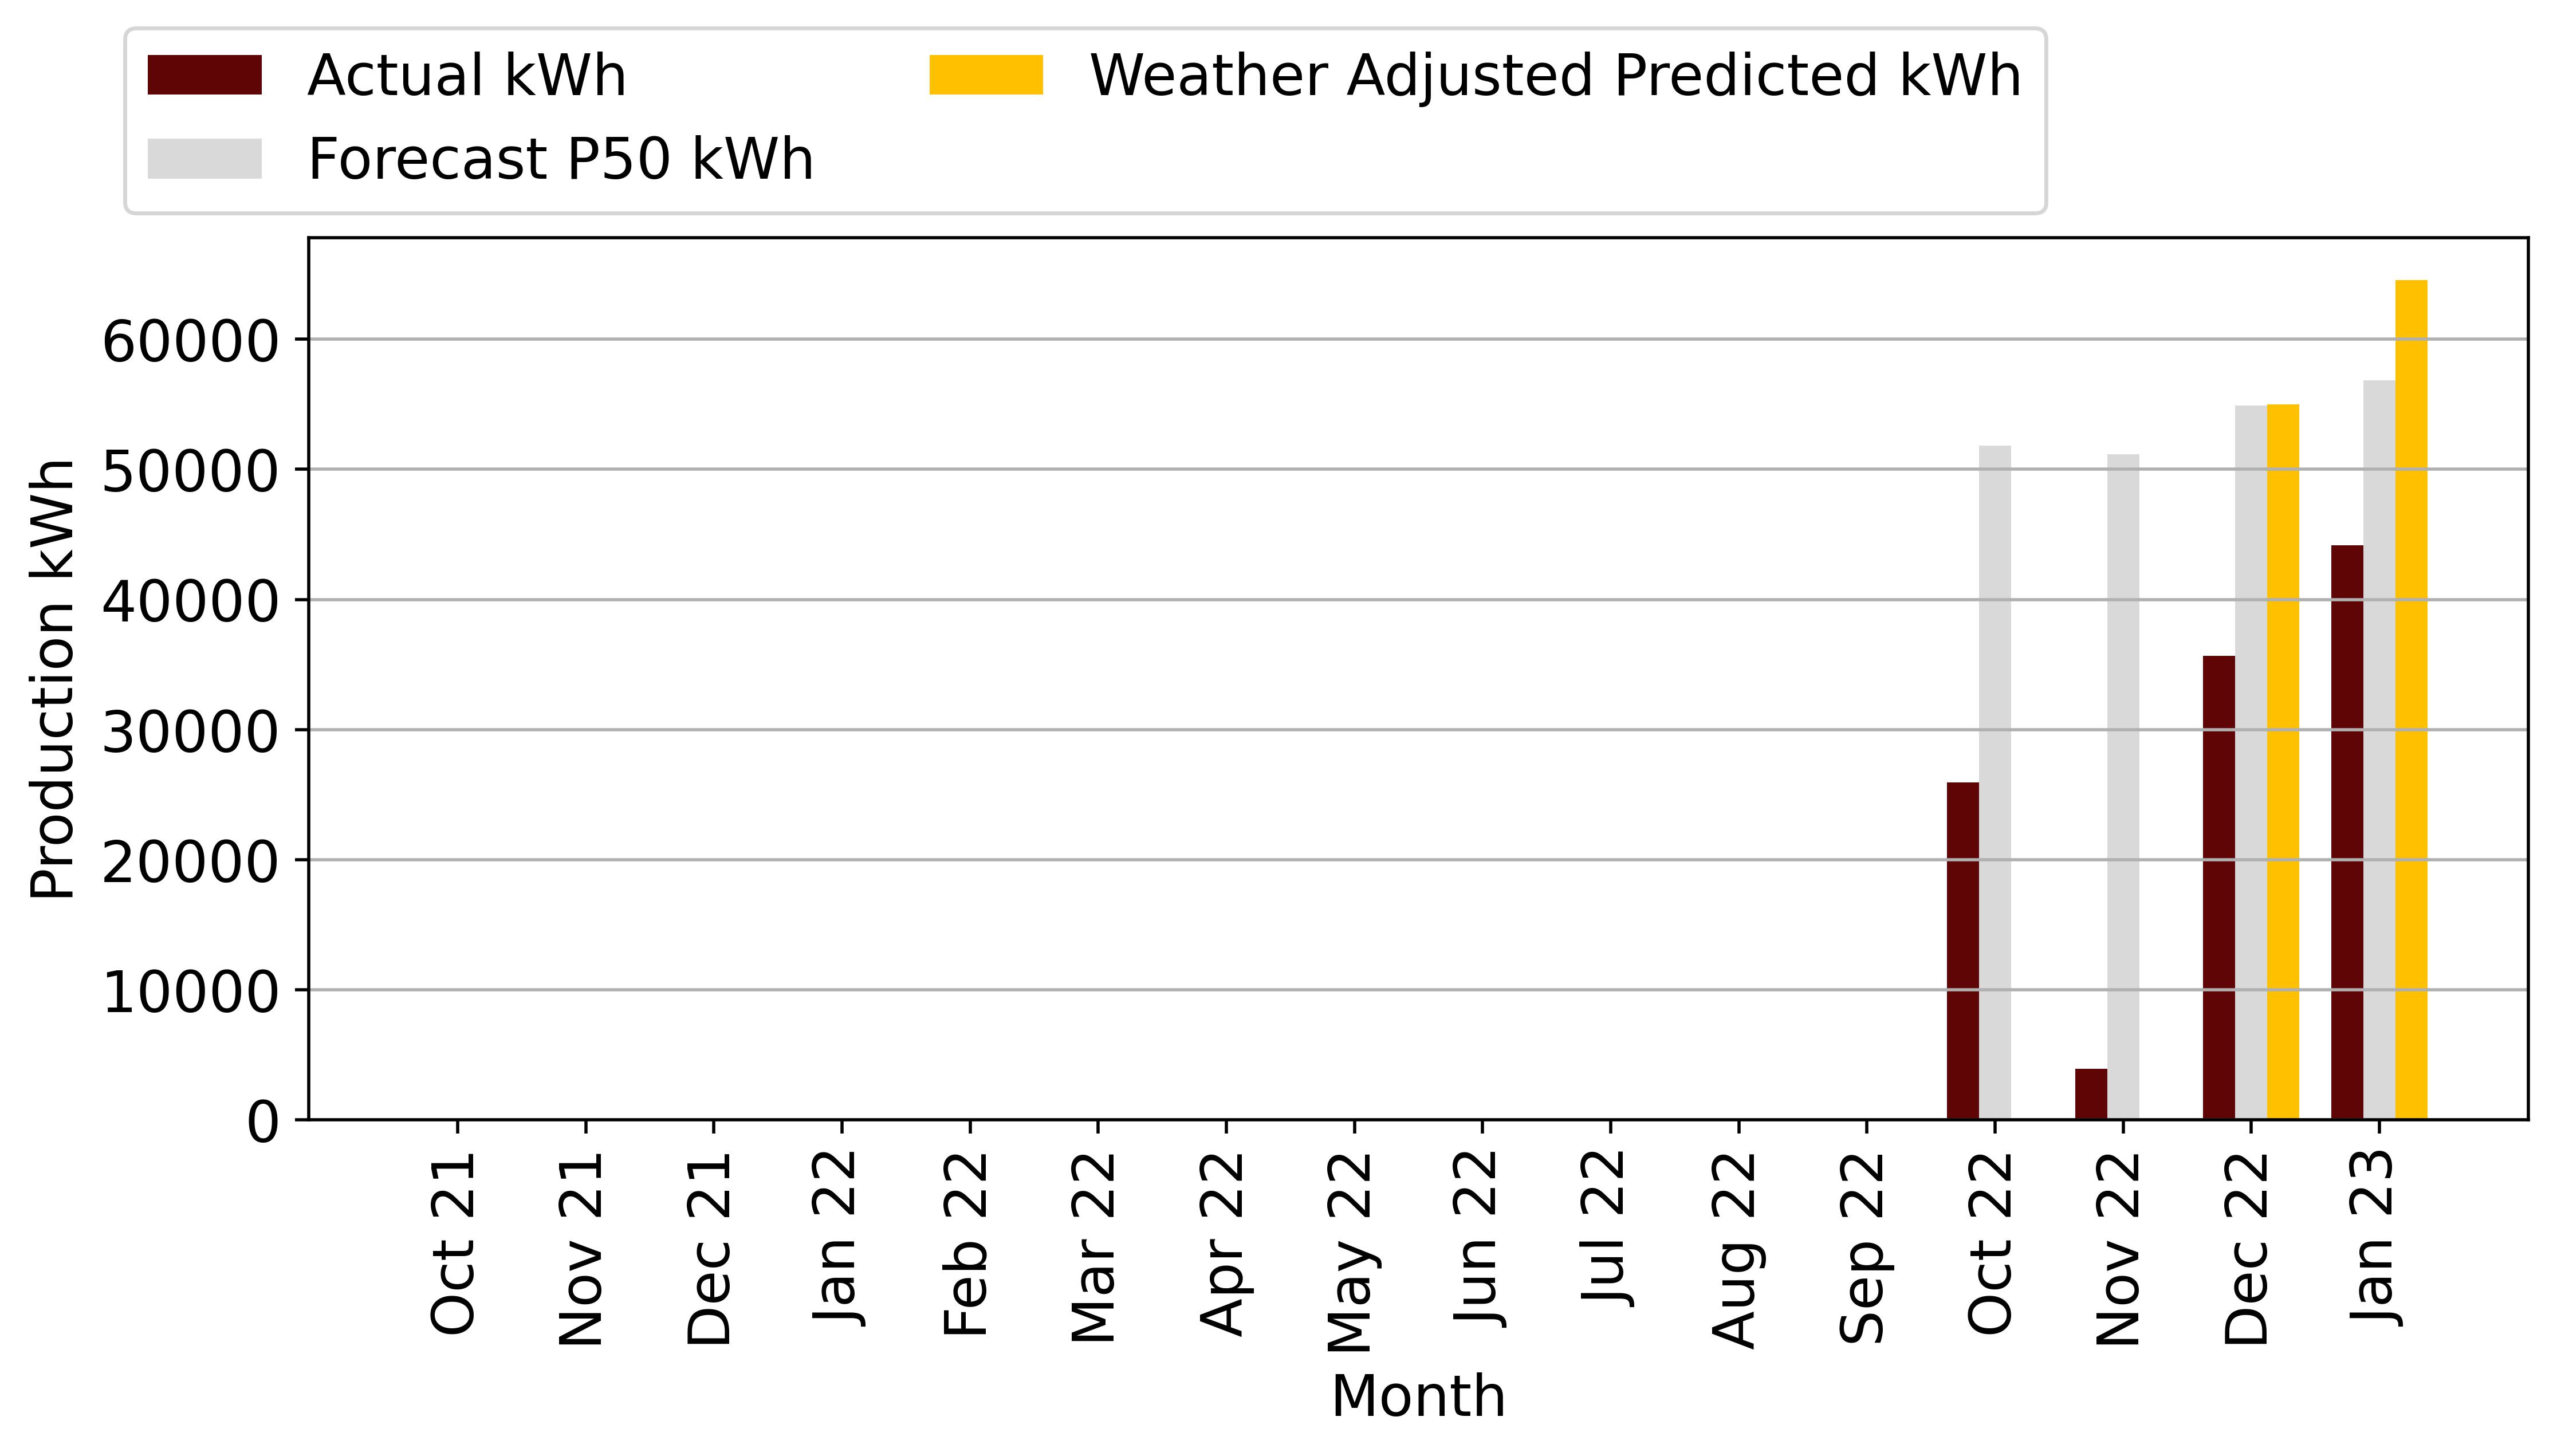 Actual kWh
Forecast P50 kWh
Weather Adjusted Predicted kWh
Production kWh
60000
50000
40000
30000
20000
10000
0
Oct 21
Nov 21
Dec 21
Jan 22
Feb 22
Mar 22
Apr 22
May 22
Jun 22
Jul 22
Aug 22
Sep 22
Oct 22
Nov 22
Dec 22
Jan 23
Month